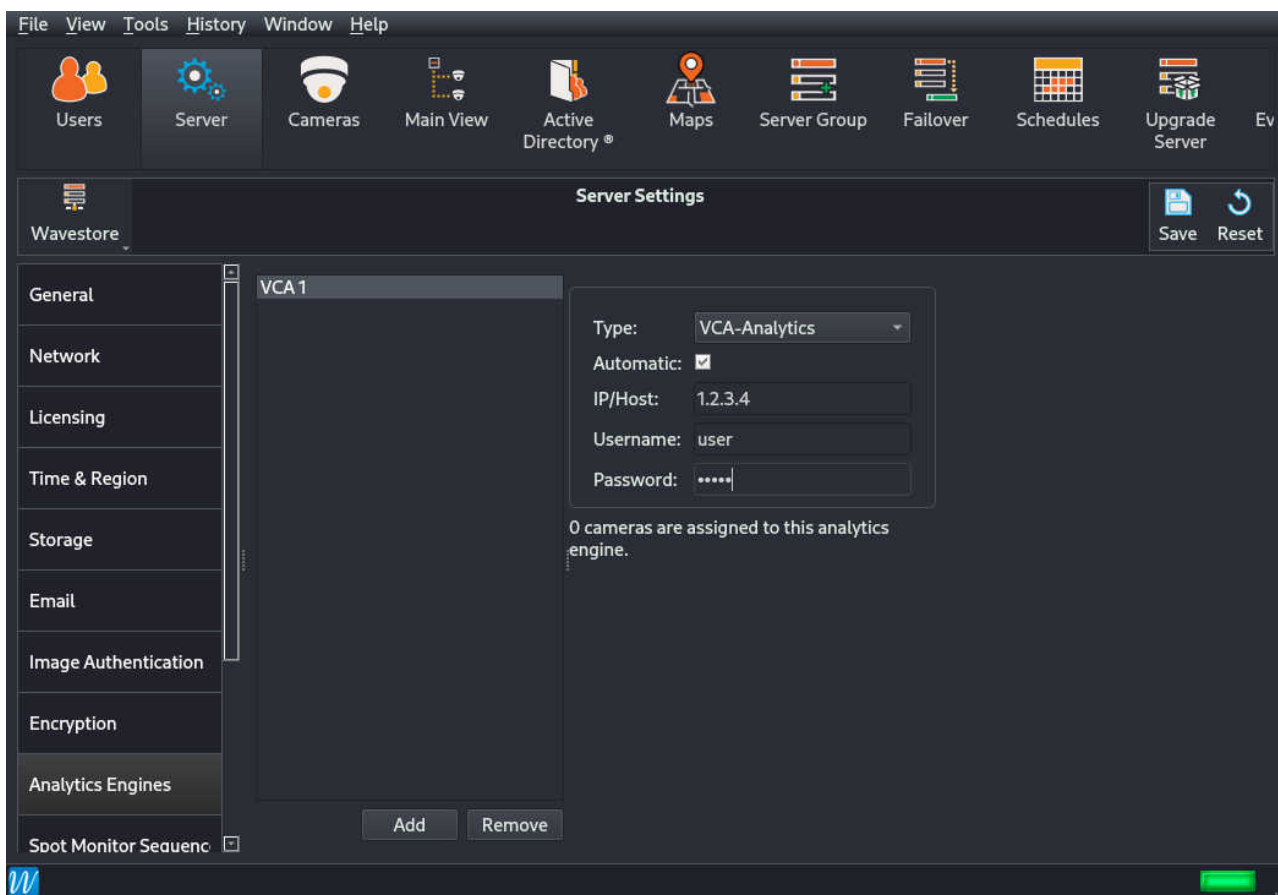 File View Tools History Window Help
Users
Server
Cameras
Main View
Active
Directory ®
Maps
Server Group
Failover
Schedules
Upgrade
Server
Ev
Wavestore
Server Settings
Save
Reset
General
Network
Licensing
Time & Region
Storage
Email
Image Authentication
Encryption
Analytics Engines
Spot Monitor Sequenc
VCA 1
Add
Remove
Type: VCA-Analytics
Automatic:
IP/Host: 1.2.3.4
Username: user
Password: •••••
0 cameras are assigned to this analytics
engine.
W